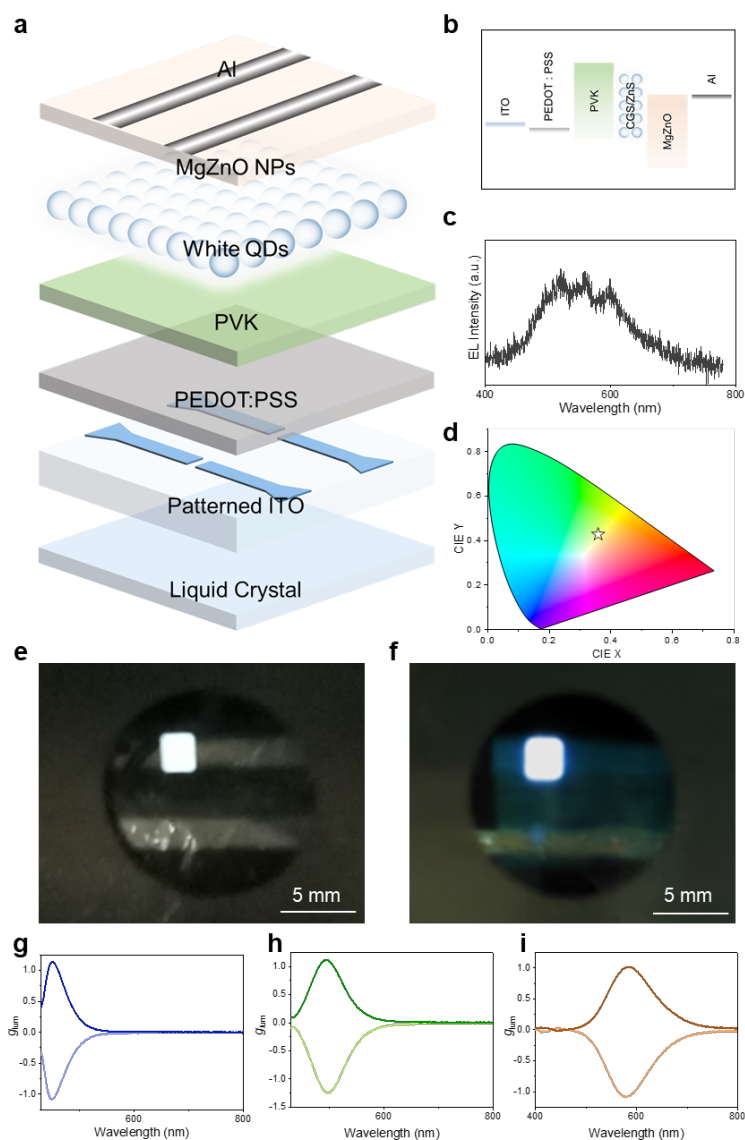 a
Al
MgZnO NPs
White QDs
PVK
PEDOT:PSS
Patterned ITO
Liquid Crystal
b
ITO
PEDOT : PSS
PVK
CGS/ZnS
MgZnO
Al
c
EL Intensity (a.u.)
400 600 800
Wavelength (nm)
d
CIE Y
0.8
0.6
0.4
0.2
0.0
0.0 0.2 0.4 0.6 0.8
CIE X
e
5 mm
f
5 mm
g
glum
1.0
0.5
0.0
-0.5
-1.0
600 800
Wavelength (nm)
h
glum
1.0
0.5
0.0
-0.5
-1.0
600 800
Wavelength (nm)
i
glum
1.0
0.5
0.0
-0.5
-1.0
400 600 800
Wavelength (nm)